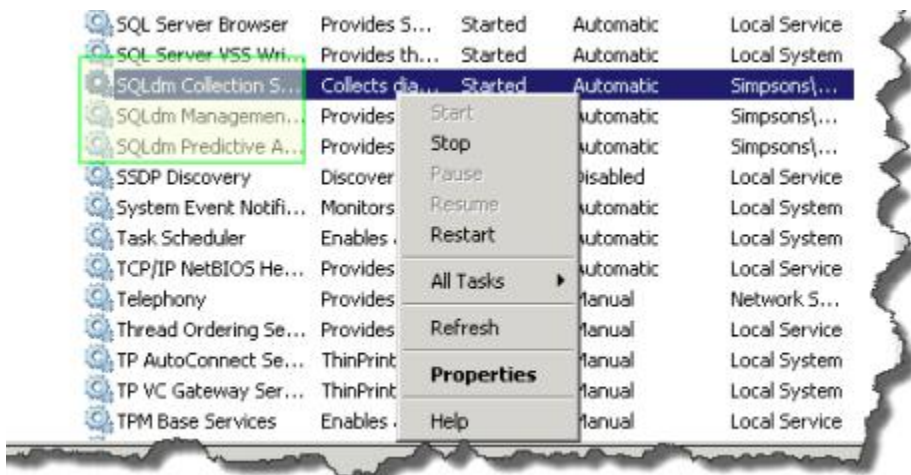 SQL Server Browser Provides S... Started Automatic Local Service
SQL Server VSS Wri... Provides th... Started Automatic Local System
SQLdm Collection S... Collects dia... Started Automatic Simpsons\...
SQLdm Managemen... Provides Start utomatic Simpsons\...
SQLdm Predictive A... Provides Stop utomatic Simpsons\...
SSDP Discovery Discover Pause isabled Local Service
System Event Notifi... Monitors Resume utomatic Local System
Task Scheduler Enables Restart utomatic Local System
TCP/IP NetBIOS He... Provides All Tasks utomatic Local Service
Telephony Provides anual Network S...
Thread Ordering Se... Provides Refresh anual Local Service
TP AutoConnect Se... ThinPrint Properties anual Local System
TP VC Gateway Ser... ThinPrint anual Local System
TPM Base Services Enables Help anual Local Service